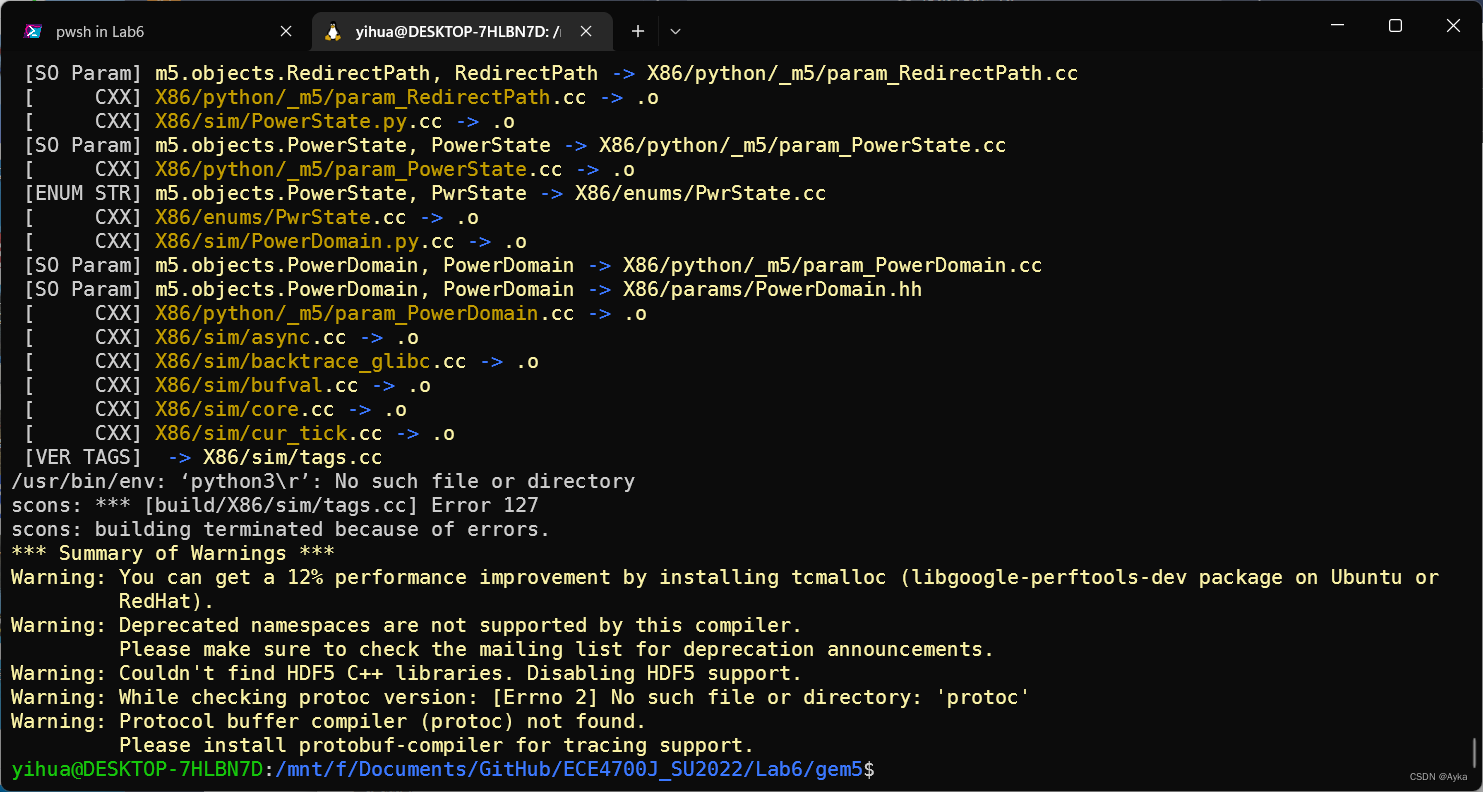 pwsh in Lab6
yihua@DESKTOP-7HLBN7D: /
[SO Param] m5.objects.RedirectPath, RedirectPath -> X86/python/_m5/param_RedirectPath.cc
[     CXX] X86/python/_m5/param_RedirectPath.cc -> .o
[     CXX] X86/sim/PowerState.py.cc -> .o
[SO Param] m5.objects.PowerState, PowerState -> X86/python/_m5/param_PowerState.cc
[     CXX] X86/python/_m5/param_PowerState.cc -> .o
[ENUM STR] m5.objects.PowerState, PwrState -> X86/enums/PwrState.cc
[     CXX] X86/enums/PwrState.cc -> .o
[     CXX] X86/sim/PowerDomain.py.cc -> .o
[SO Param] m5.objects.PowerDomain, PowerDomain -> X86/python/_m5/param_PowerDomain.cc
[SO Param] m5.objects.PowerDomain, PowerDomain -> X86/params/PowerDomain.hh
[     CXX] X86/python/_m5/param_PowerDomain.cc -> .o
[     CXX] X86/sim/async.cc -> .o
[     CXX] X86/sim/backtrace_glibc.cc -> .o
[     CXX] X86/sim/bufval.cc -> .o
[     CXX] X86/sim/core.cc -> .o
[     CXX] X86/sim/cur_tick.cc -> .o
[VER TAGS]  -> X86/sim/tags.cc
/usr/bin/env: ‘python3\r’: No such file or directory
scons: *** [build/X86/sim/tags.cc] Error 127
scons: building terminated because of errors.
*** Summary of Warnings ***
Warning: You can get a 12% performance improvement by installing tcmalloc (libgoogle-perftools-dev package on Ubuntu or
RedHat).
Warning: Deprecated namespaces are not supported by this compiler.
Please make sure to check the mailing list for deprecation announcements.
Warning: Couldn't find HDF5 C++ libraries. Disabling HDF5 support.
Warning: While checking protoc version: [Errno 2] No such file or directory: 'protoc'
Warning: Protocol buffer compiler (protoc) not found.
Please install protobuf-compiler for tracing support.
yihua@DESKTOP-7HLBN7D:/mnt/f/Documents/GitHub/ECE4700J_SU2022/Lab6/gem5$
CSDN @Ayka